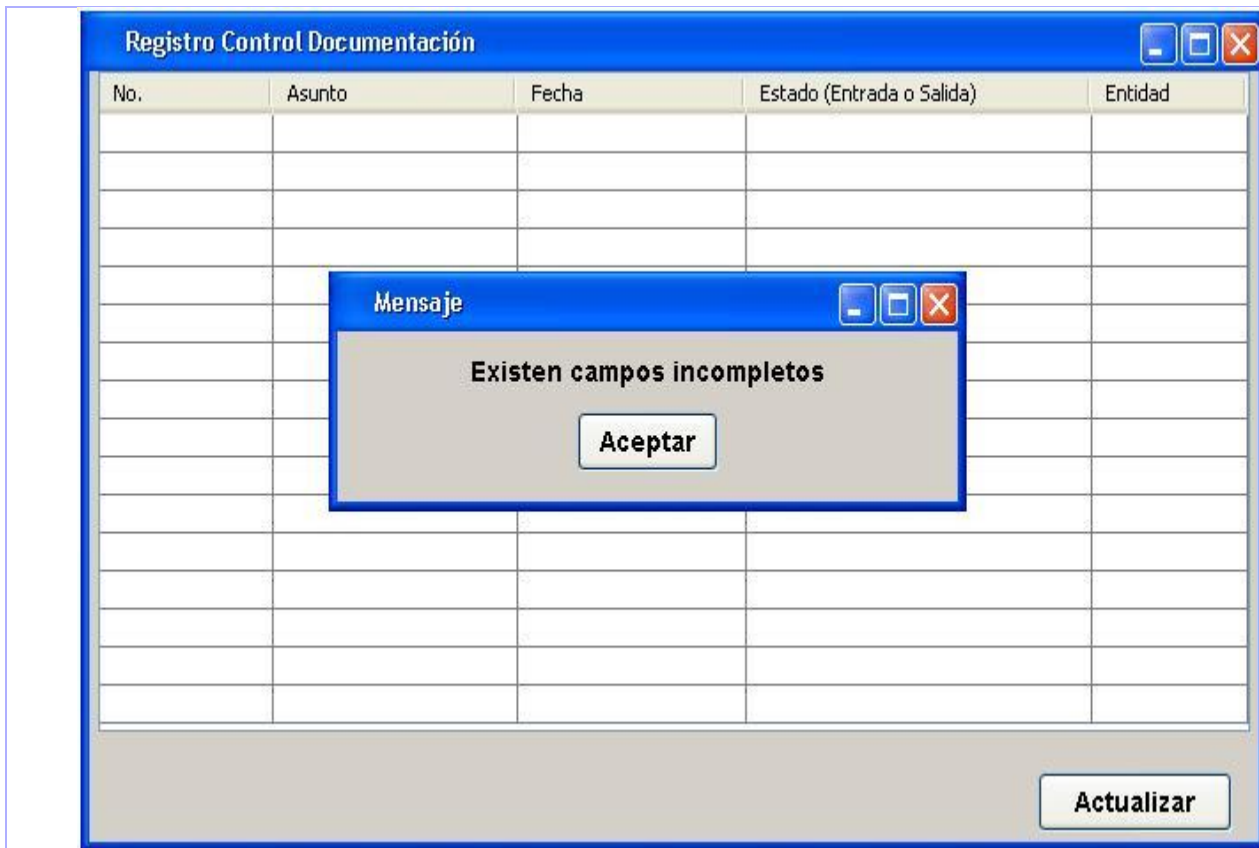 Registro Control Documentación
No. Asunto Fecha Estado (Entrada o Salida) Entidad
Mensaje
Existen campos incompletos
Aceptar
Actualizar